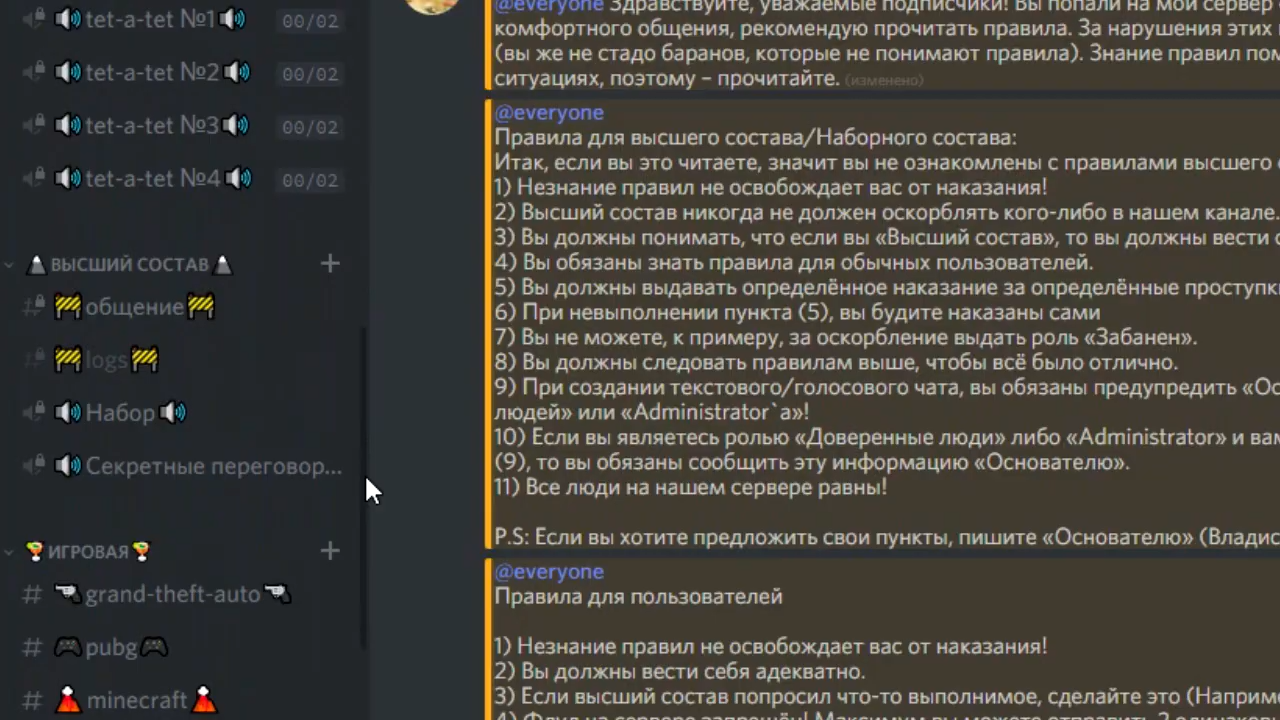 tet-a-tet №1 00/02
tet-a-tet №2 00/02
tet-a-tet №3 00/02
tet-a-tet №4 00/02
ВЫСШИЙ СОСТАВ
общение
logs
Набор
Секретные переговор...
ИГРОВАЯ
grand-theft-auto
pubg
minecraft
@everyone Здравствуйте, уважаемые подписчики! Вы попали на мой сервер
комфортного общения, рекомендую прочитать правила. За нарушения этих
(вы же не стадо баранов, которые не понимают правила). Знание правил пом
ситуациях, поэтому – прочитайте. (изменено)
@everyone
Правила для высшего состава/Наборного состава:
Итак, если вы это читаете, значит вы не ознакомлены с правилами высшего
1) Незнание правил не освобождает вас от наказания!
2) Высший состав никогда не должен оскорблять кого-либо в нашем канале.
3) Вы должны понимать, что если вы «Высший состав», то вы должны вести
4) Вы обязаны знать правила для обычных пользователей.
5) Вы должны выдавать определённое наказание за определённые проступк
6) При невыполнении пункта (5), вы будите наказаны сами
7) Вы не можете, к примеру, за оскорбление выдать роль «Забанен».
8) Вы должны следовать правилам выше, чтобы всё было отлично.
9) При создании текстового/голосового чата, вы обязаны предупредить «Ос
людей» или «Administrator`а»!
10) Если вы являетесь ролью «Доверенные люди» либо «Administrator» и вам
(9), то вы обязаны сообщить эту информацию «Основателю».
11) Все люди на нашем сервере равны!
P.S: Если вы хотите предложить свои пункты, пишите «Основателю» (Владис
@everyone
Правила для пользователей
1) Незнание правил не освобождает вас от наказания!
2) Вы должны вести себя адекватно.
3) Если высший состав попросил что-то выполнимое, сделайте это (Наприме
4) Флуд на сервере запрещён! Максимум вы можете отправить 2 одинаков